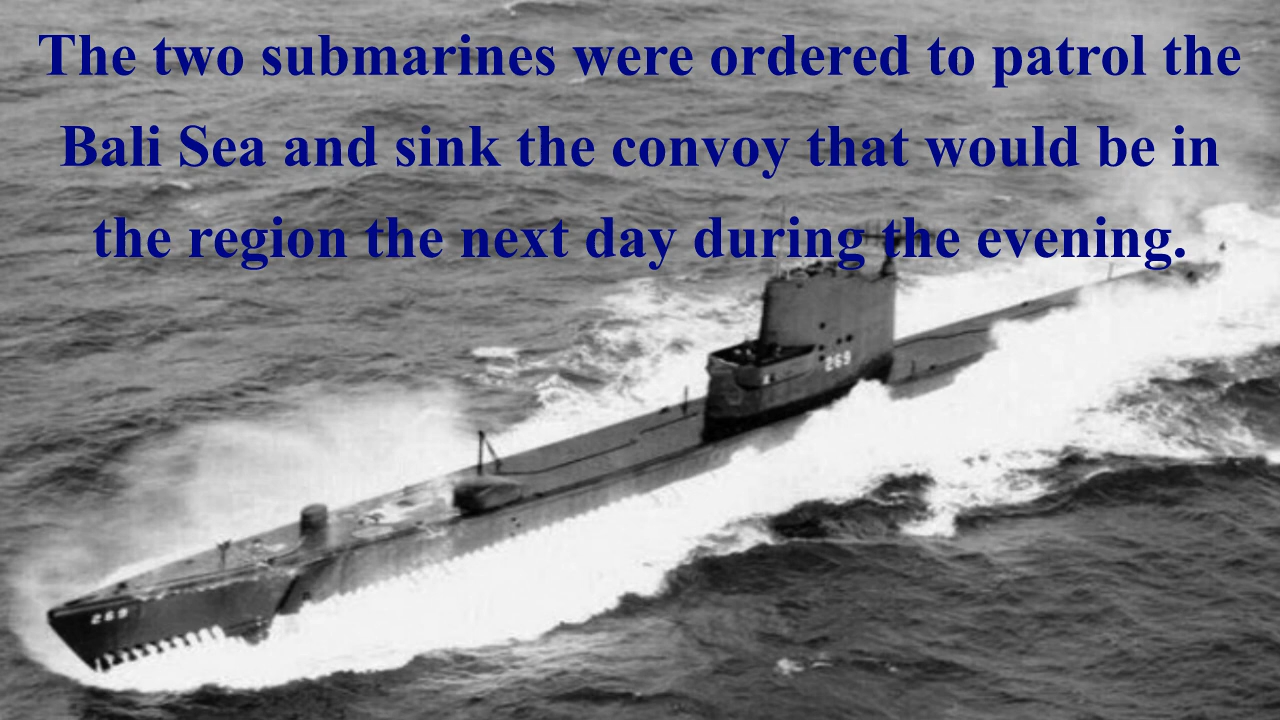 The two submarines were ordered to patrol the
Bali Sea and sink the convoy that would be in
the region the next day during the evening.
269
269